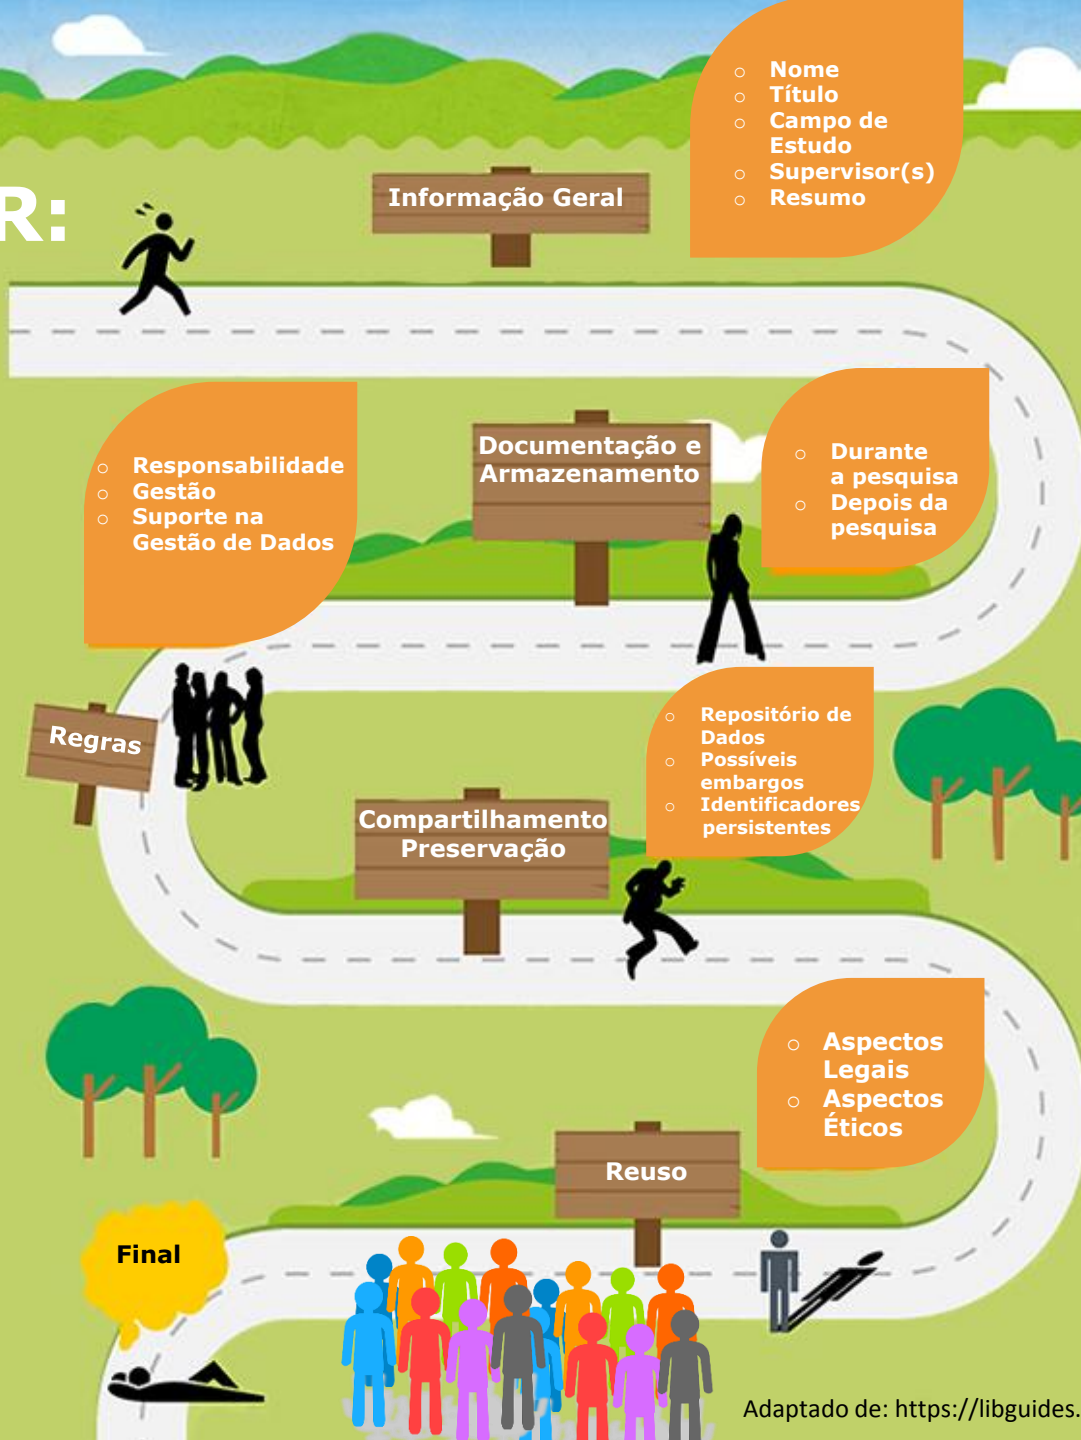 R:
Informação Geral
○ Nome
○ Título
○ Campo de
Estudo
○ Supervisor(s)
○ Resumo
Documentação e
Armazenamento
○ Durante
a pesquisa
○ Depois da
pesquisa
○ Responsabilidade
○ Gestão
○ Suporte na
Gestão de Dados
Regras
Compartilhamento
Preservação
○ Repositório de
Dados
○ Possíveis
embargos
○ Identificadores
persistentes
○ Aspectos
Legais
○ Aspectos
Éticos
Reuso
Final
Adaptado de: https://libguides.